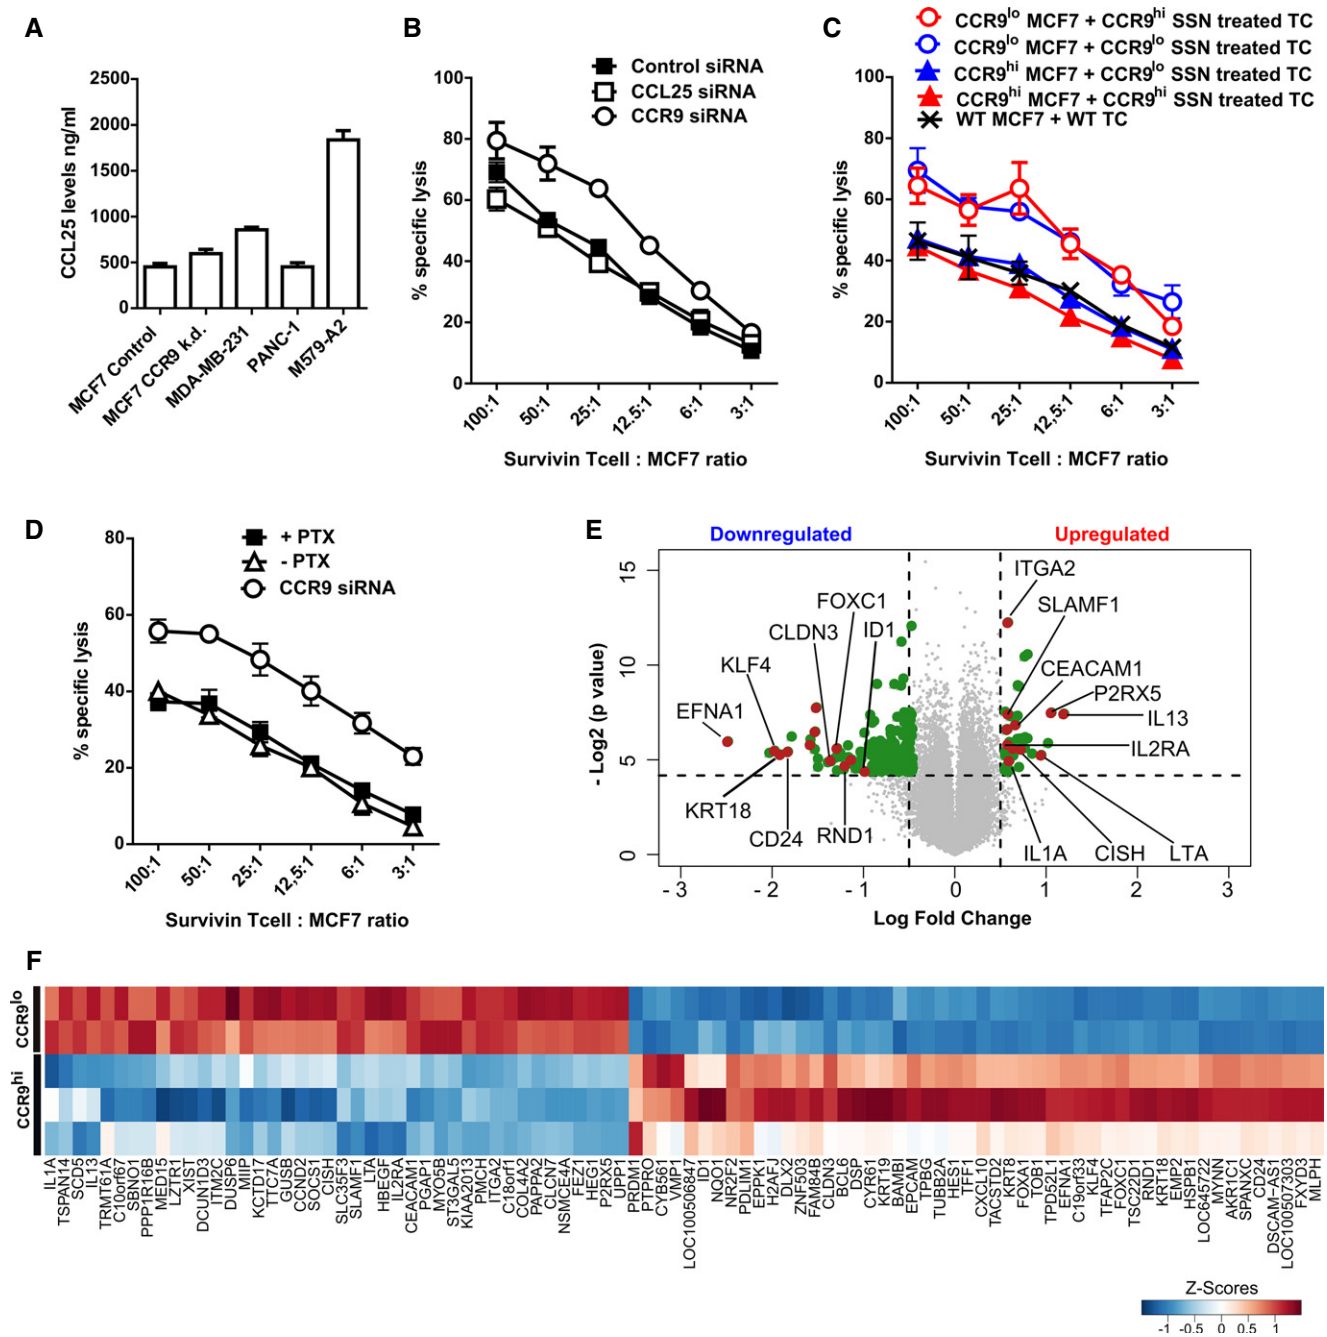 A
CCL25 levels ng/ml
2500
2000
1500
1000
500
0
MCF7 Control
MCF7 CCR9 k.d.
MDA-MB-231
PANC-1
M579-A2
B
Control siRNA
CCL25 siRNA
CCR9 siRNA
% specific lysis
100
80
60
40
20
0
100:1
50:1
25:1
12.5:1
6:1
3:1
Survivin Tcell : MCF7 ratio
C
CCR9lo MCF7 + CCR9hi SSN treated TC
CCR9lo MCF7 + CCR9lo SSN treated TC
CCR9hi MCF7 + CCR9lo SSN treated TC
CCR9hi MCF7 + CCR9hi SSN treated TC
WT MCF7 + WT TC
% specific lysis
100
80
60
40
20
0
100:1
50:1
25:1
12,5:1
6:1
3:1
Survivin Tcell : MCF7 ratio
D
+ PTX
- PTX
CCR9 siRNA
% specific lysis
80
60
40
20
0
100:1
50:1
25:1
12,5:1
6:1
3:1
Survivin Tcell : MCF7 ratio
E
Downregulated
Upregulated
- Log2 (p value)
15
10
5
0
ITGA2
SLAMF1
FOXC1
CLDN3
ID1
KLF4
CEACAM1
P2RX5
EFNA1
IL13
IL2RA
KRT18
CD24
RND1
IL1A
CISH
LTA
- 3
- 2
- 1
0
1
2
3
Log Fold Change
F
CCR9lo
CCR9hi
IL1A
TSPAN14
SCD5
IL13
TRMT61A
C10orf67
SBNO1
PPP1R16B
MED15
LZTR1
XIST
DCUN1D3
ITM2C
DUSP6
MIIP
KCTD17
TTC7A
GUSB
CCND2
SOCS1
CISH
SLC35F3
SLAMF1
LTA
HBEGF
IL2RA
CEACAM1
PGAP1
MYO5B
ST3GAL5
KIAA2013
PMCH
ITGA2
C18orf1
COL4A2
PAPPA2
CLCN7
NSMCE4A
FEZ1
HEG1
P2RX5
UPP1
PRDM1
PTPRO
CYB561
VMP1
LOC100506847
ID1
NQO1
NR2F2
PDLIM1
EPPK1
H2AFJ
DLX2
ZNF503
FAM84B
CLDN3
BCL6
DSP
CYR61
KRT19
BAMBI
EPCAM
TPBG
TUBB2A
HES1
TFF1
CXCL10
TACSTD2
KRT8
FOXA1
TOB1
TPD52L1
EFNA1
C19orf33
KLF4
TFAP2C
FOXC1
TSC22D1
RND1
KRT18
EMP2
HSPB1
LOC645722
MYNN
AKR1C1
SPANXC
CD24
DSCAM-AS1
LOC100507303
FXYD3
MLPH
Z-Scores
-1
-0.5
0
0.5
1